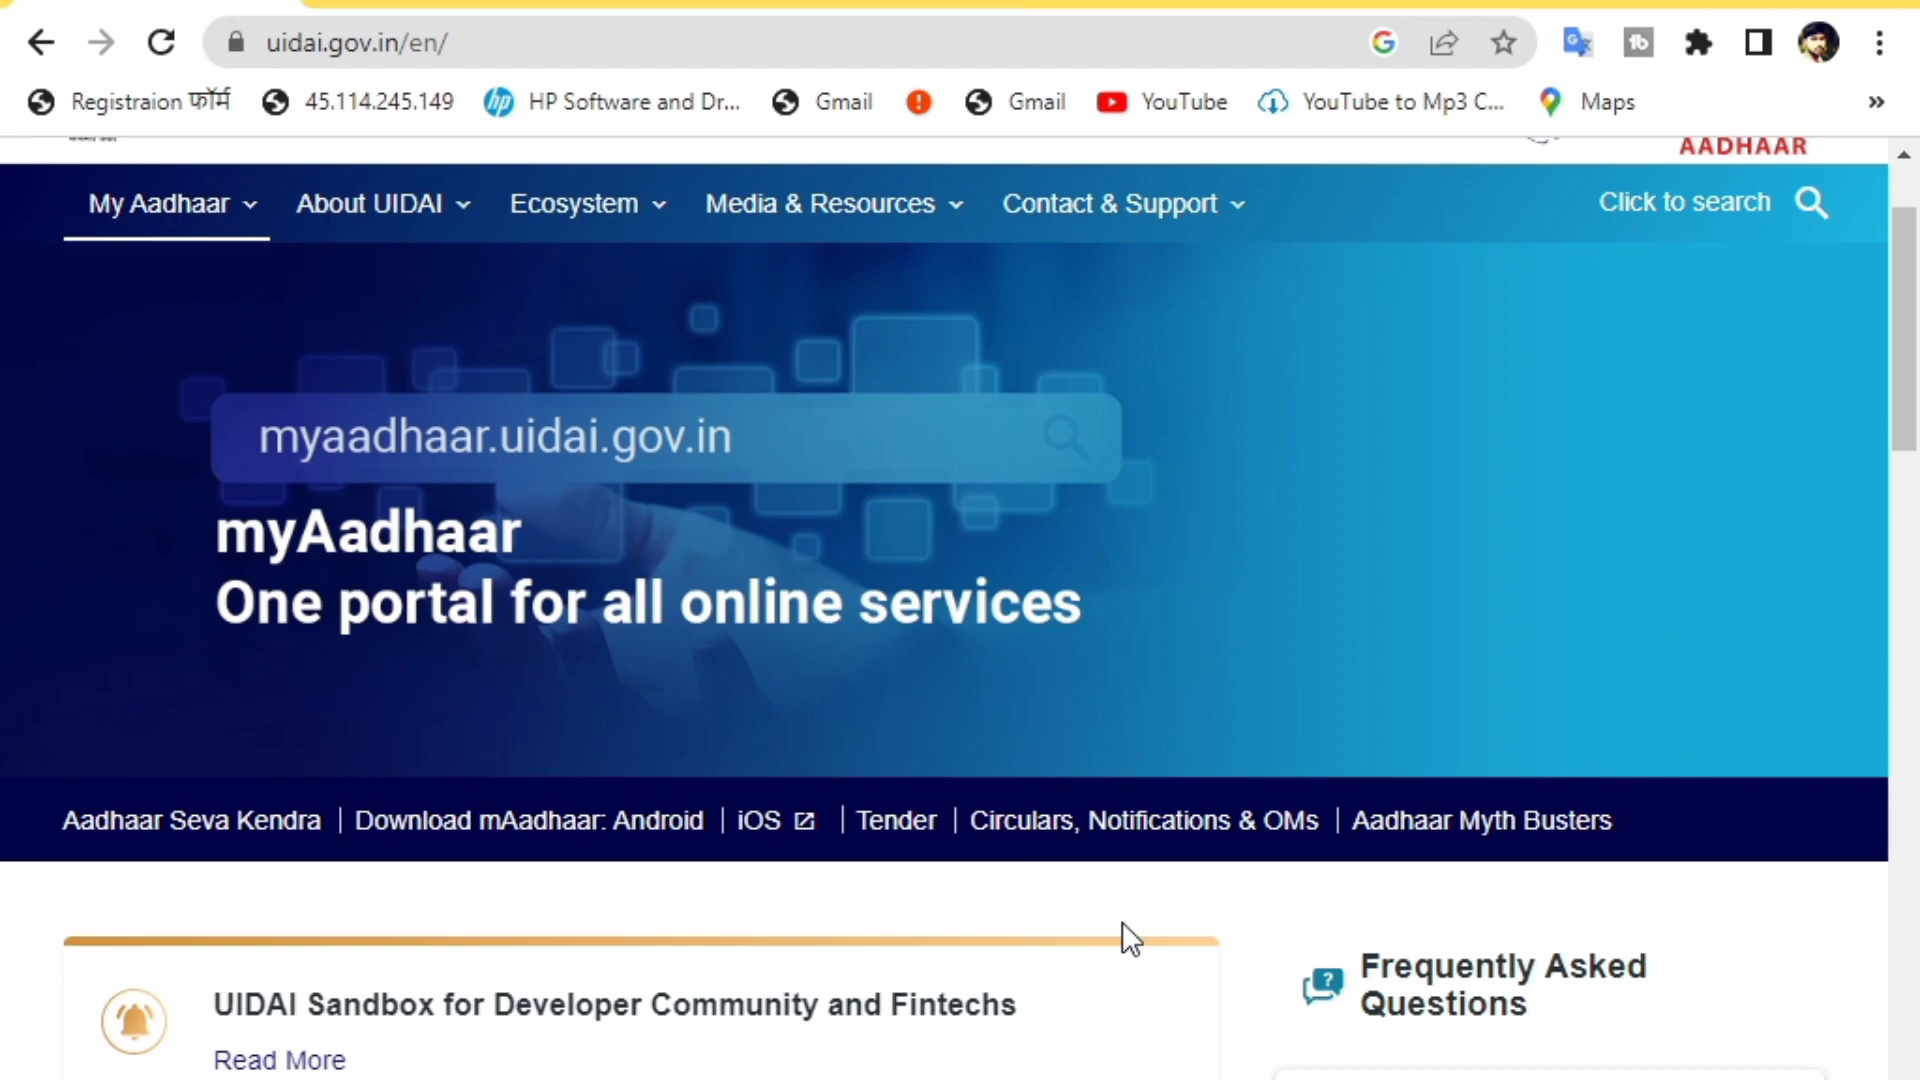 uidai.gov.in/en/
Registraion फॉर्म 45.114.245.149 HP Software and Dr... Gmail Gmail YouTube YouTube to Mp3 C... Maps »
AADHAAR
My Aadhaar About UIDAI Ecosystem Media & Resources Contact & Support Click to search
myaadhaar.uidai.gov.in
myAadhaar
One portal for all online services
Aadhaar Seva Kendra | Download mAadhaar: Android | iOS | Tender | Circulars, Notifications & OMs | Aadhaar Myth Busters
UIDAI Sandbox for Developer Community and Fintechs
Read More
Frequently Asked
Questions